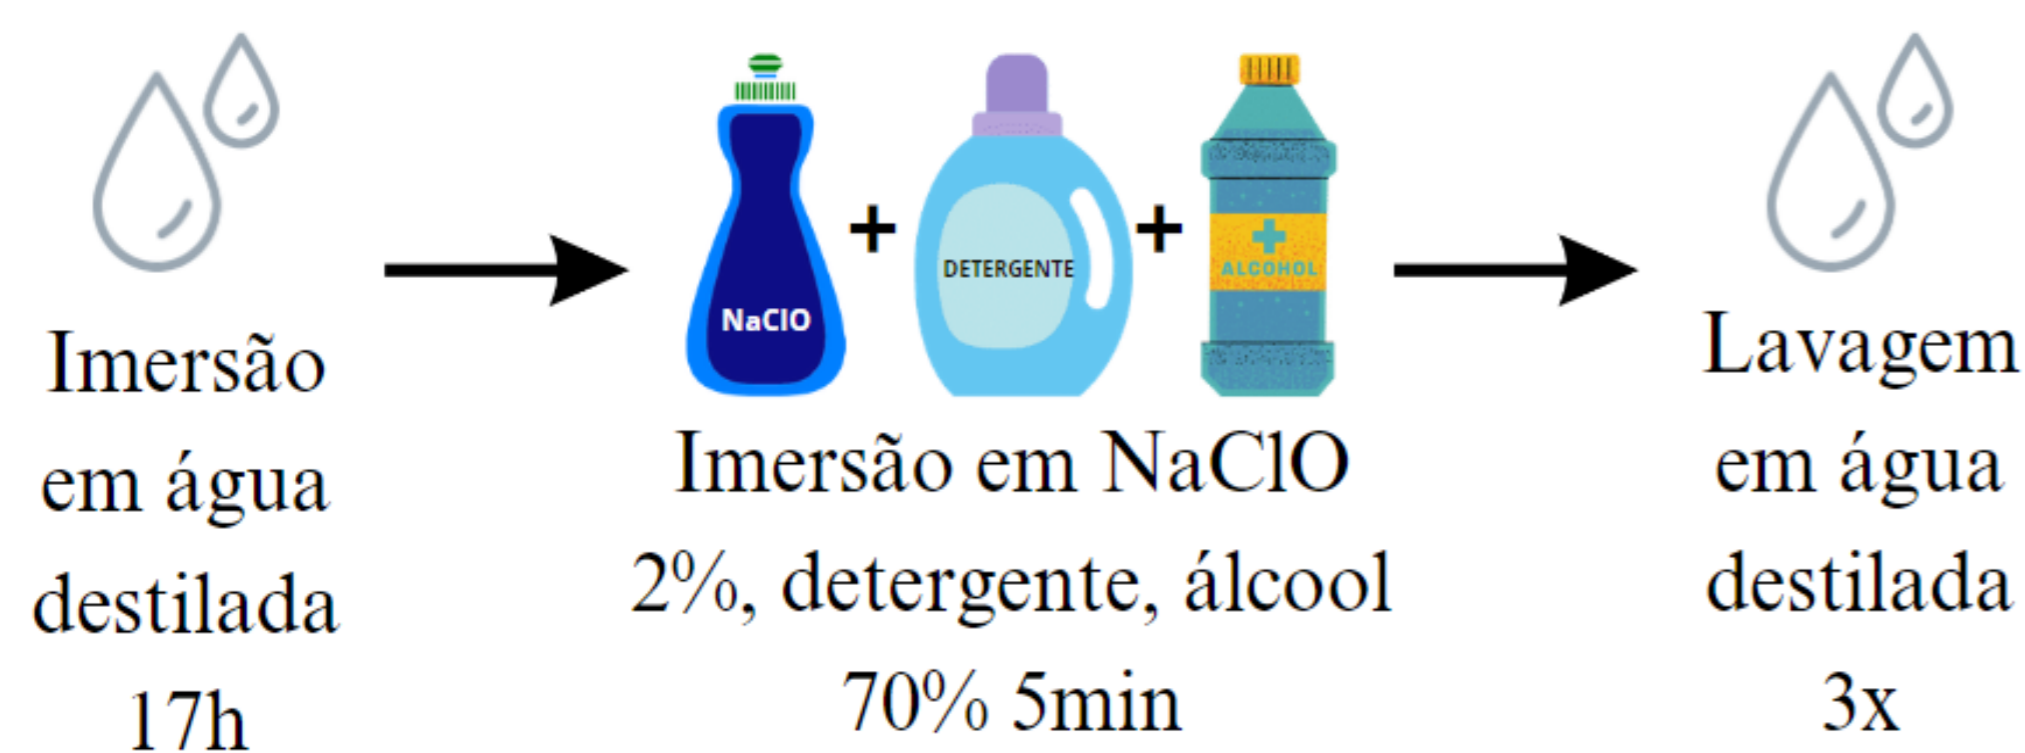 NaClO
+
DETERGENTE
+
ALCOHOL
Imersão
em água
destilada
17h
Imersão em NaClO
2%, detergente, álcool
70% 5min
Lavagem
em água
destilada
3x